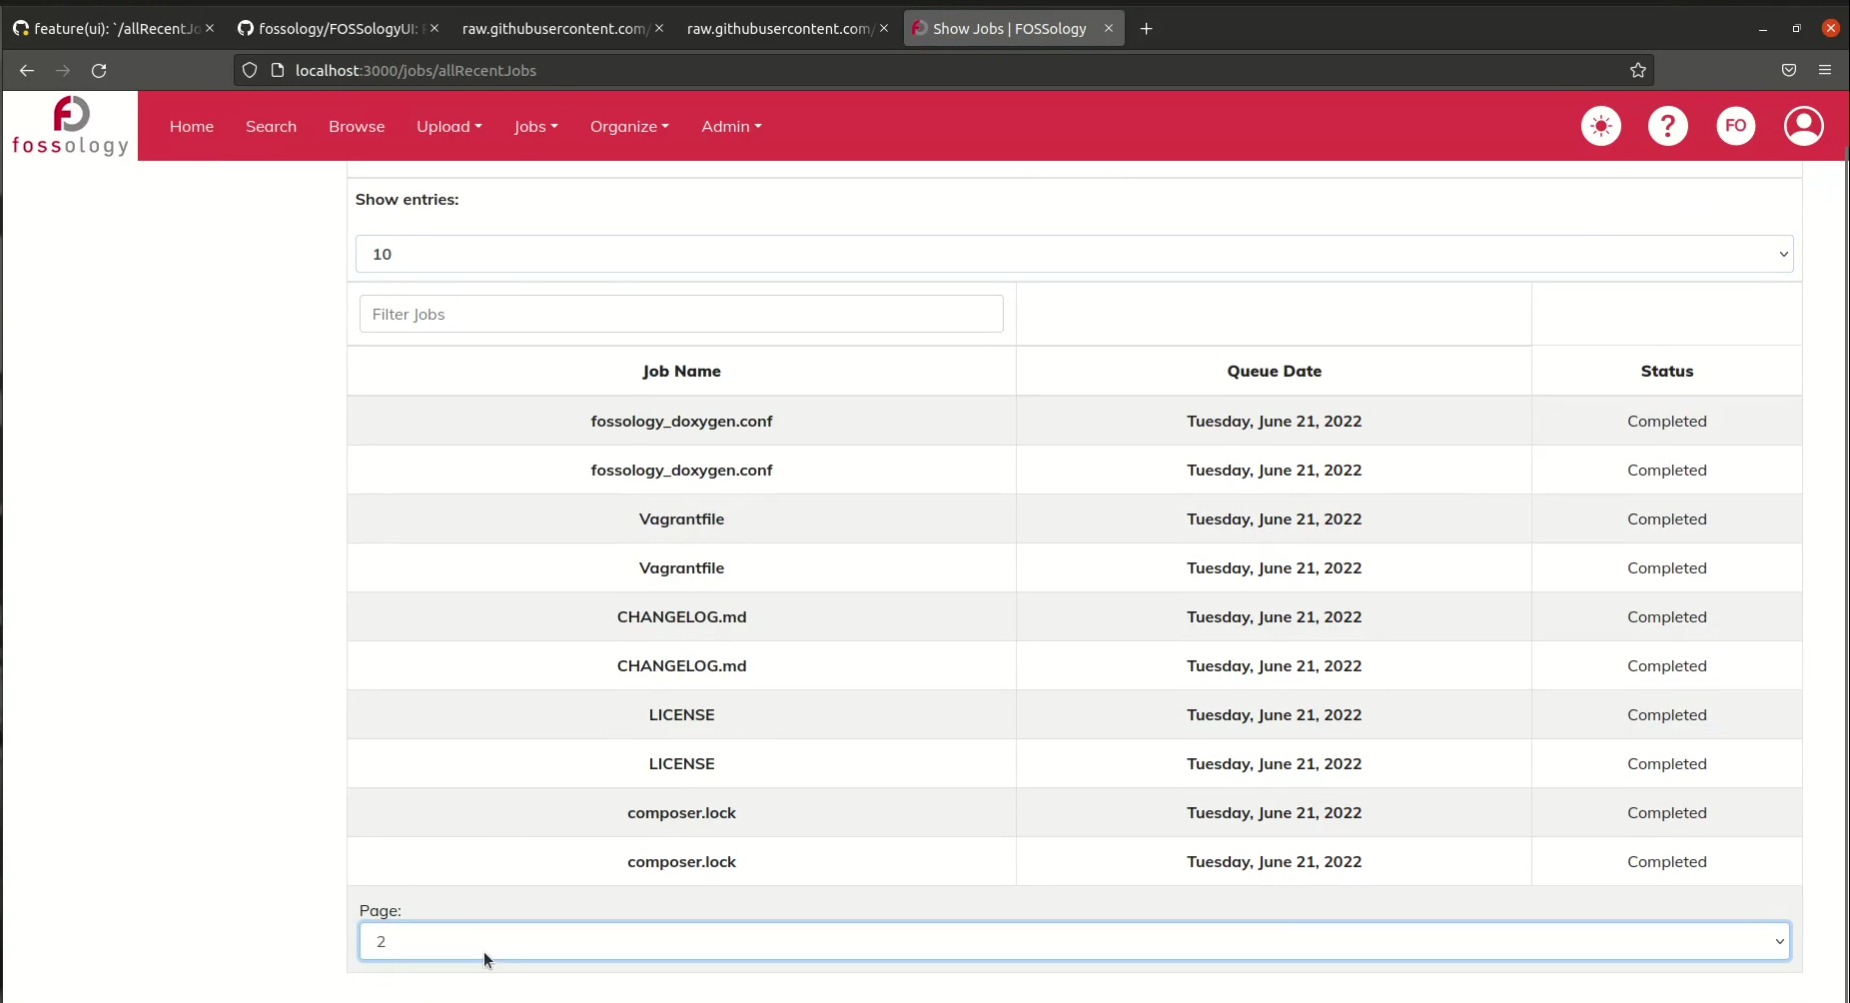 feature(ui): `/allRecentJo
fossology/FOSSologyUI: F
raw.githubusercontent.com/
raw.githubusercontent.com/
Show Jobs | FOSSology
localhost:3000/jobs/allRecentJobs
fossology
Home
Search
Browse
Upload
Jobs
Organize
Admin
?
FO
Show entries:
10
Filter Jobs
Job Name Queue Date Status
fossology_doxygen.conf Tuesday, June 21, 2022 Completed
fossology_doxygen.conf Tuesday, June 21, 2022 Completed
Vagrantfile Tuesday, June 21, 2022 Completed
Vagrantfile Tuesday, June 21, 2022 Completed
CHANGELOG.md Tuesday, June 21, 2022 Completed
CHANGELOG.md Tuesday, June 21, 2022 Completed
LICENSE Tuesday, June 21, 2022 Completed
LICENSE Tuesday, June 21, 2022 Completed
composer.lock Tuesday, June 21, 2022 Completed
composer.lock Tuesday, June 21, 2022 Completed
Page:
2